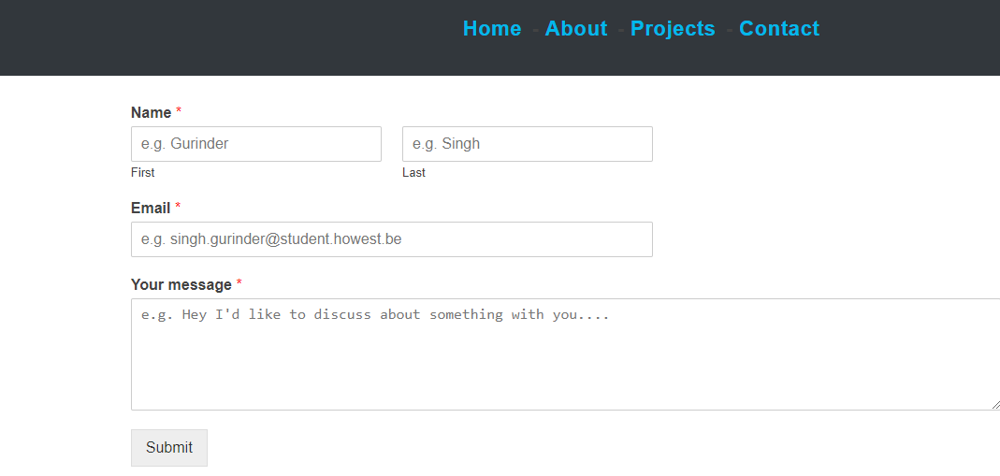 Home - About - Projects - Contact
Name *
e.g. Gurinder e.g. Singh
First Last
Email *
e.g. singh.gurinder@student.howest.be
Your message *
e.g. Hey I'd like to discuss about something with you....
Submit